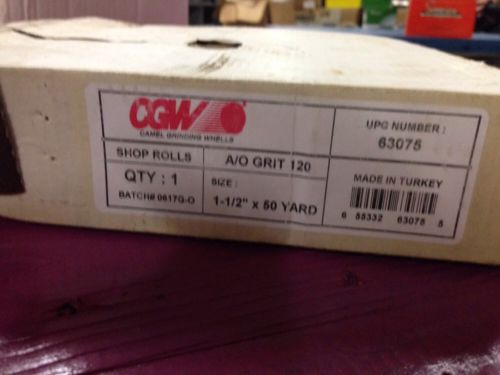 CGW
CAMEL GRINDING WHEELS
UPC NUMBER :
63075
SHOP ROLLS
A/O GRIT 120
QTY : 1
BATCH# 0617G-O
SIZE :
1-1/2" x 50 YARD
MADE IN TURKEY
6 55332 63075 5